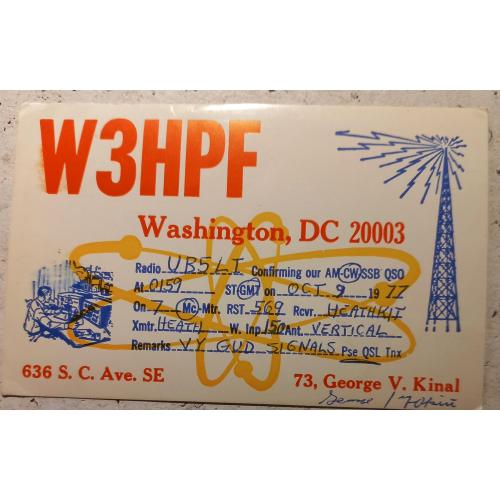 W3HPF
Washington, DC 20003
Radio UB5LI Confirming our AM-CW-SSB QSO
At 0159 ST-GMT on OCT 9 1977
On 7 Mc-Mtr. RST 569 Rcvr. HEATHKIT
Xmtr. HEATH W. Inp. 150 Ant. VERTICAL
Remarks VY GUD SIGNALS Pse QSL Tnx
636 S. C. Ave. SE 73, George V. Kinal
George V Kinal